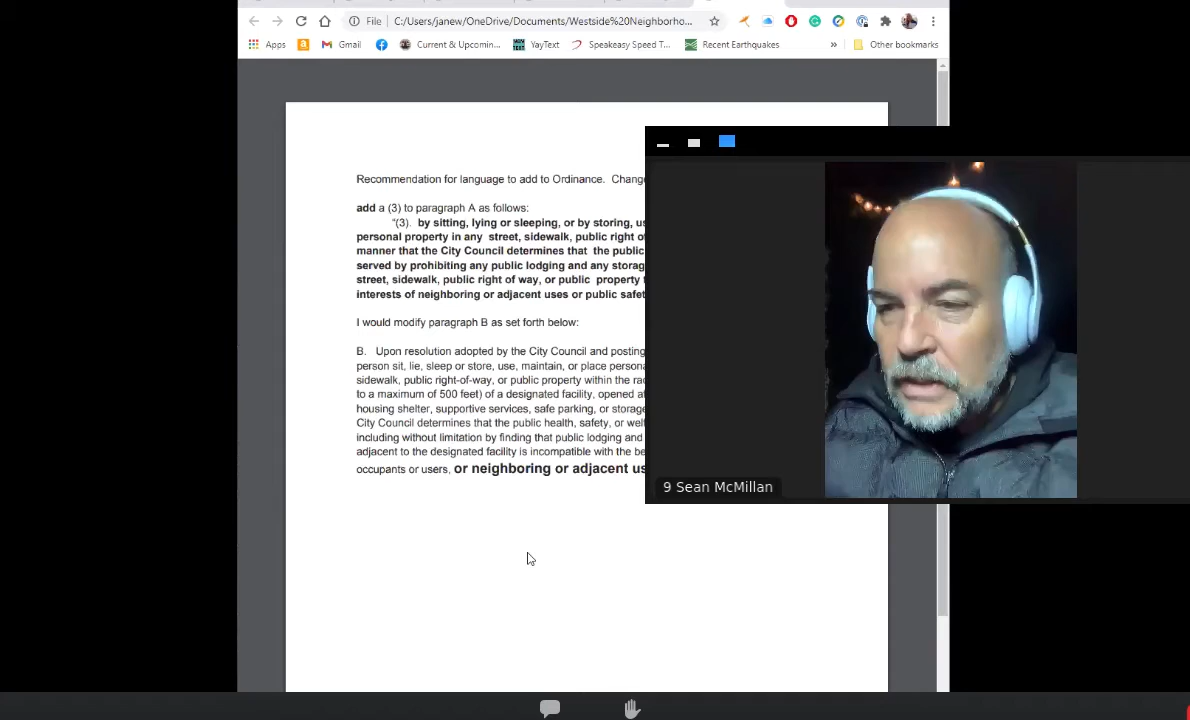 File C:/Users/janew/OneDrive/Documents/Westside%20Neighborho...
Apps Gmail Current & Upcomin... YayText Speakeasy Speed T... Recent Earthquakes » Other bookmarks
Recommendation for language to add to Ordinance. Change
add a (3) to paragraph A as follows:
"(3). by sitting, lying or sleeping, or by storing, us
personal property in any street, sidewalk, public right of
manner that the City Council determines that the public
served by prohibiting any public lodging and any storag
street, sidewalk, public right of way, or public property
interests of neighboring or adjacent uses or public safet
I would modify paragraph B as set forth below:
B. Upon resolution adopted by the City Council and posting
person sit, lie, sleep or store, use, maintain, or place persona
sidewalk, public right-of-way, or public property within the rad
to a maximum of 500 feet) of a designated facility, opened af
housing shelter, supportive services, safe parking, or storage
City Council determines that the public health, safety, or welf
including without limitation by finding that public lodging and
adjacent to the designated facility is incompatible with the be
occupants or users, or neighboring or adjacent us
9 Sean McMillan